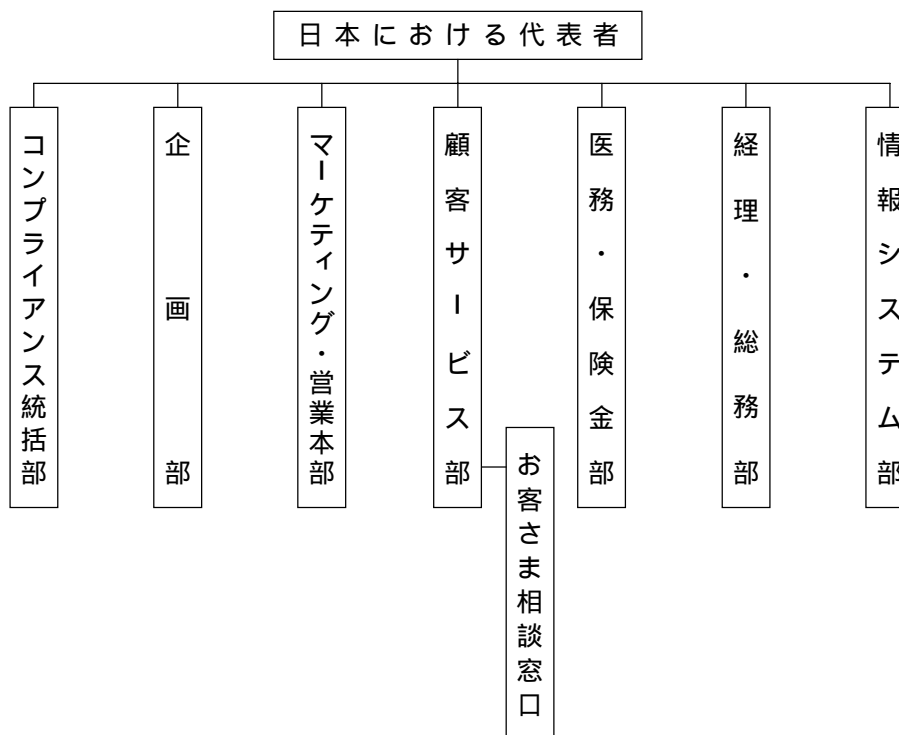 日本における代表者
コンプライアンス統括部
企画部
マーケティング・営業本部
顧客サービス部
医務・保険金部
経理・総務部
情報システム部
お客さま相談窓口